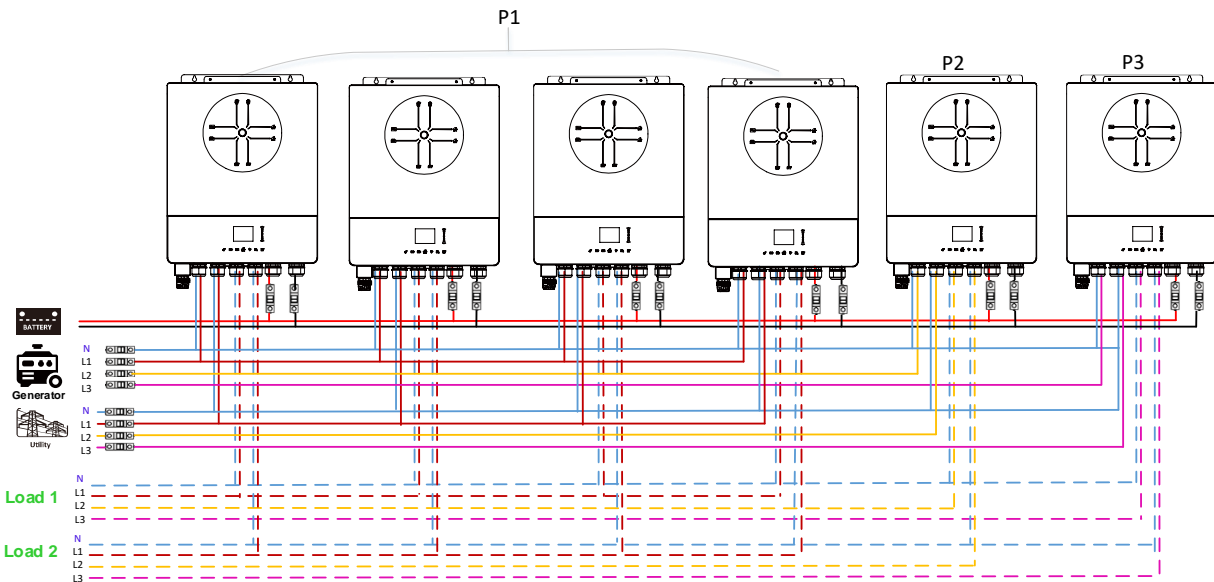 P1
P2
P3
BATTERY
N
L1
L2
L3
Generator
N
L1
L2
L3
Utility
N
L1
L2
L3
Load 1
N
L1
L2
L3
Load 2